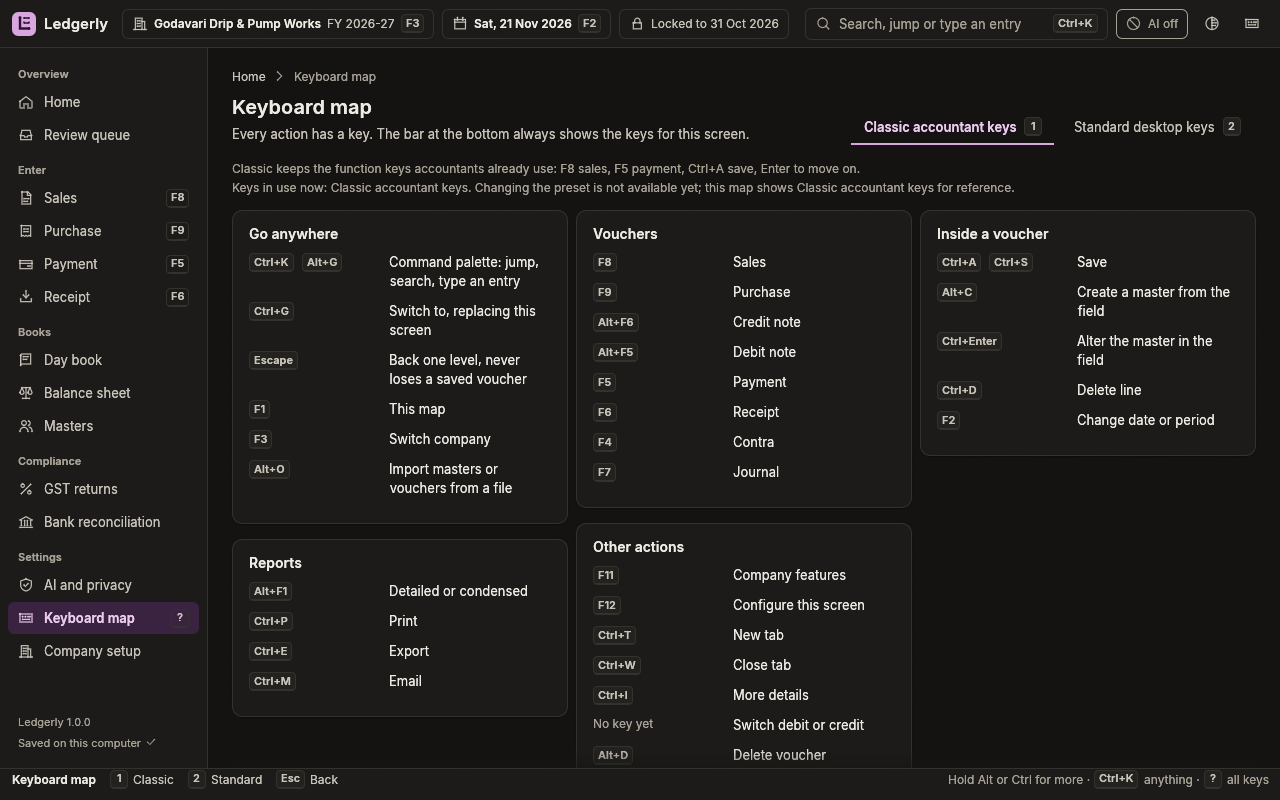 Ledgerly
Godavari Drip & Pump Works FY 2026-27 F3
Sat, 21 Nov 2026 F2
Locked to 31 Oct 2026
Search, jump or type an entry Ctrl+K
AI off
Overview
Home
Review queue
Enter
Sales F8
Purchase F9
Payment F5
Receipt F6
Books
Day book
Balance sheet
Masters
Compliance
GST returns
Bank reconciliation
Settings
AI and privacy
Keyboard map ?
Company setup
Ledgerly 1.0.0
Saved on this computer
Home Keyboard map
Keyboard map
Every action has a key. The bar at the bottom always shows the keys for this screen.
Classic accountant keys 1
Standard desktop keys 2
Classic keeps the function keys accountants already use: F8 sales, F5 payment, Ctrl+A save, Enter to move on.
Keys in use now: Classic accountant keys. Changing the preset is not available yet; this map shows Classic accountant keys for reference.
Go anywhere
Ctrl+K Alt+G Command palette: jump,
search, type an entry
Ctrl+G Switch to, replacing this
screen
Escape Back one level, never
loses a saved voucher
F1 This map
F3 Switch company
Alt+O Import masters or
vouchers from a file
Reports
Alt+F1 Detailed or condensed
Ctrl+P Print
Ctrl+E Export
Ctrl+M Email
Vouchers
F8 Sales
F9 Purchase
Alt+F6 Credit note
Alt+F5 Debit note
F5 Payment
F6 Receipt
F4 Contra
F7 Journal
Other actions
F11 Company features
F12 Configure this screen
Ctrl+T New tab
Ctrl+W Close tab
Ctrl+I More details
No key yet Switch debit or credit
Alt+D Delete voucher
Inside a voucher
Ctrl+A Ctrl+S Save
Alt+C Create a master from the
field
Ctrl+Enter Alter the master in the
field
Ctrl+D Delete line
F2 Change date or period
Keyboard map 1 Classic 2 Standard Esc Back
Hold Alt or Ctrl for more · Ctrl+K anything · ? all keys